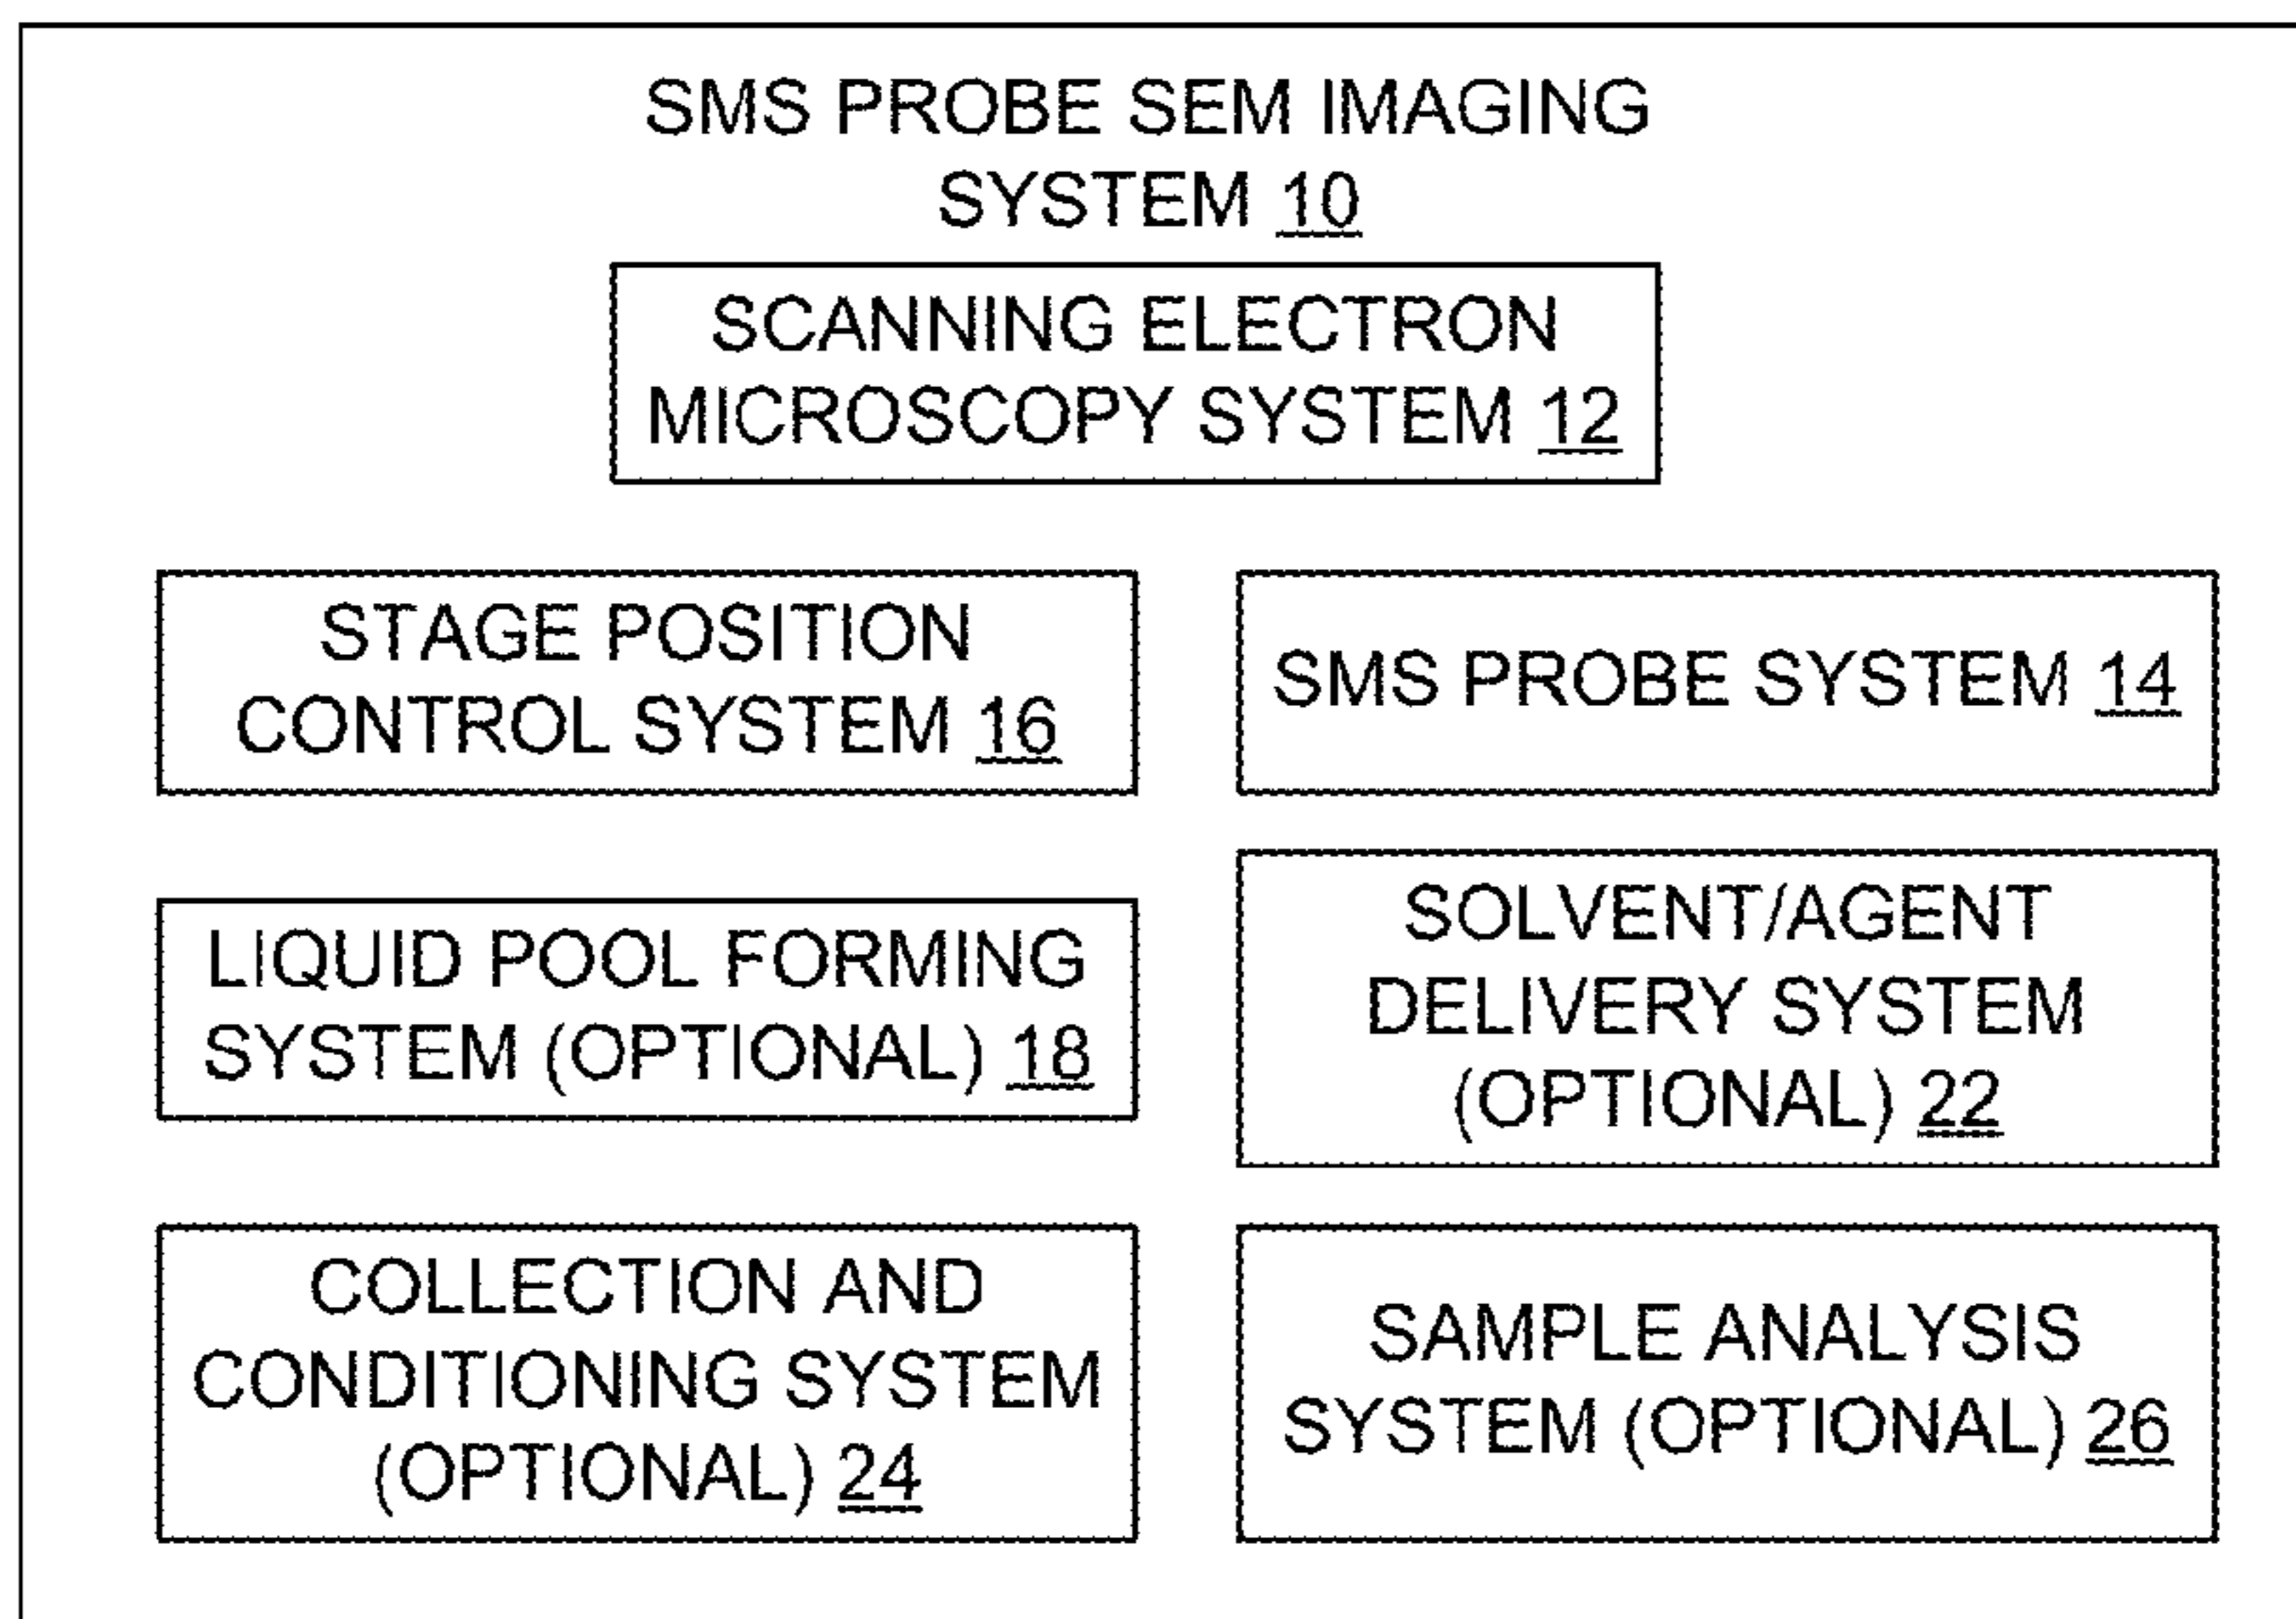 SMS PROBE SEM IMAGING
SYSTEM 10
SCANNING ELECTRON
MICROSCOPY SYSTEM 12
STAGE POSITION
CONTROL SYSTEM 16
SMS PROBE SYSTEM 14
LIQUID POOL FORMING
SYSTEM (OPTIONAL) 18
SOLVENT/AGENT
DELIVERY SYSTEM
(OPTIONAL) 22
COLLECTION AND
CONDITIONING SYSTEM
(OPTIONAL) 24
SAMPLE ANALYSIS
SYSTEM (OPTIONAL) 26